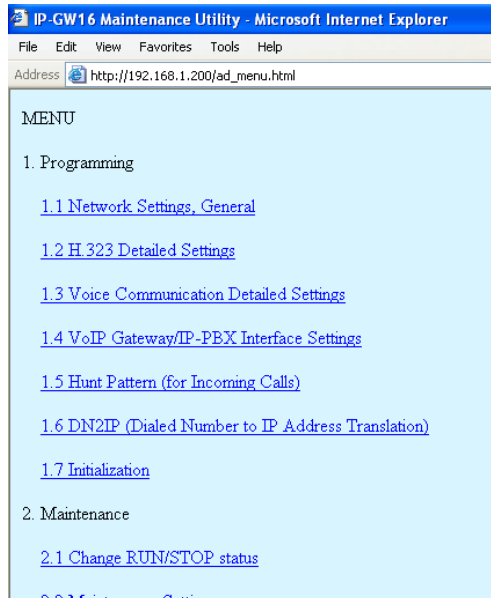 IP-GW16 Maintenance Utility - Microsoft Internet Explorer
File Edit View Favorites Tools Help
Address http://192.168.1.200/ad_menu.html
MENU
1. Programming
1.1 Network Settings, General
1.2 H.323 Detailed Settings
1.3 Voice Communication Detailed Settings
1.4 VoIP Gateway/IP-PBX Interface Settings
1.5 Hunt Pattern (for Incoming Calls)
1.6 DN2IP (Dialed Number to IP Address Translation)
1.7 Initialization
2. Maintenance
2.1 Change RUN/STOP status